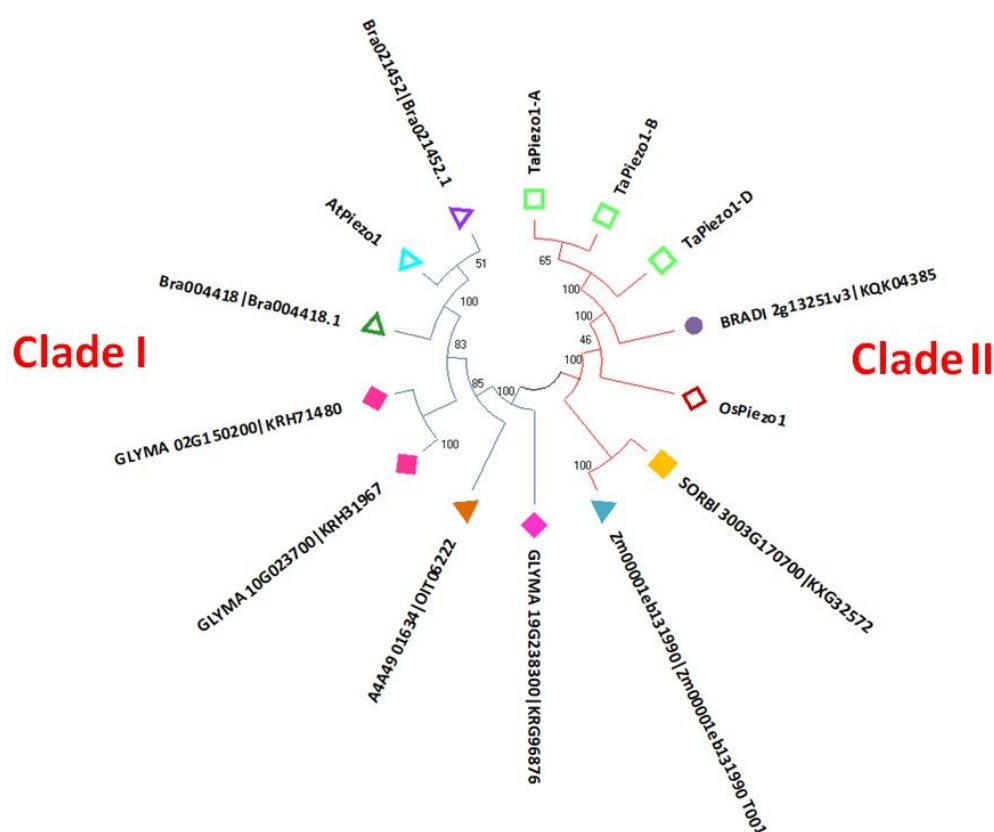 Bra021452|Bra021452.1
TaPiezo1-A
TaPiezo1-B
AtPiezo1
TaPiezo1-D
Bra004418|Bra004418.1
BRADI 2g13251v3|KQK04385
Clade I
Clade II
GLYMA 02G150200|KRH71480
OsPiezo1
GLYMA 10G023700|KRH31967
SORBI 3003G170700|KXG32572
A4A49 01634|OIT06222
GLYMA 19G238300|KRG96876
Zm00001eb131990|Zm00001eb131990 T001
51
65
100
100
100
83
46
100
85
100
100
100